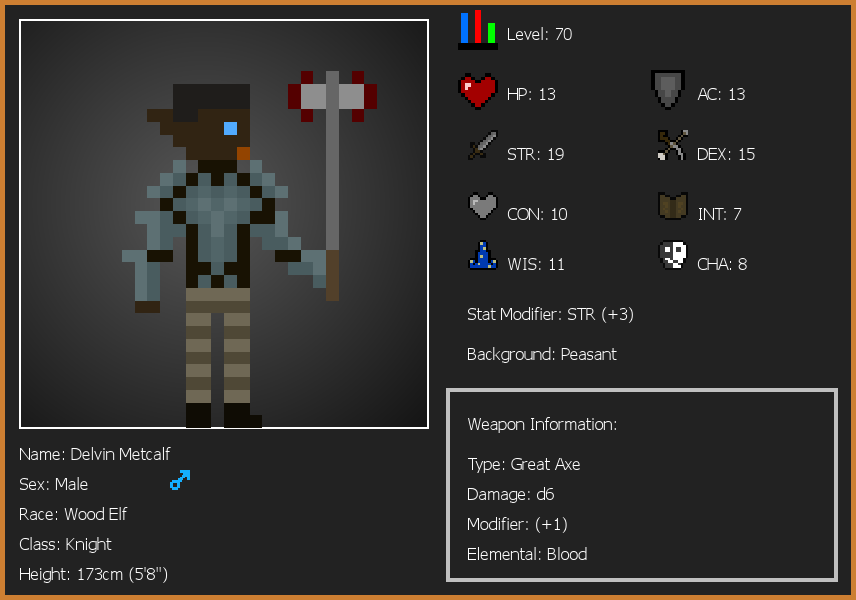 Level: 70
HP: 13
AC: 13
STR: 19
DEX: 15
CON: 10
INT: 7
WIS: 11
CHA: 8
Stat Modifier: STR (+3)
Background: Peasant
Weapon Information:
Type: Great Axe
Damage: d6
Modifier: (+1)
Elemental: Blood
Name: Delvin Metcalf
Sex: Male
Race: Wood Elf
Class: Knight
Height: 173cm (5'8")